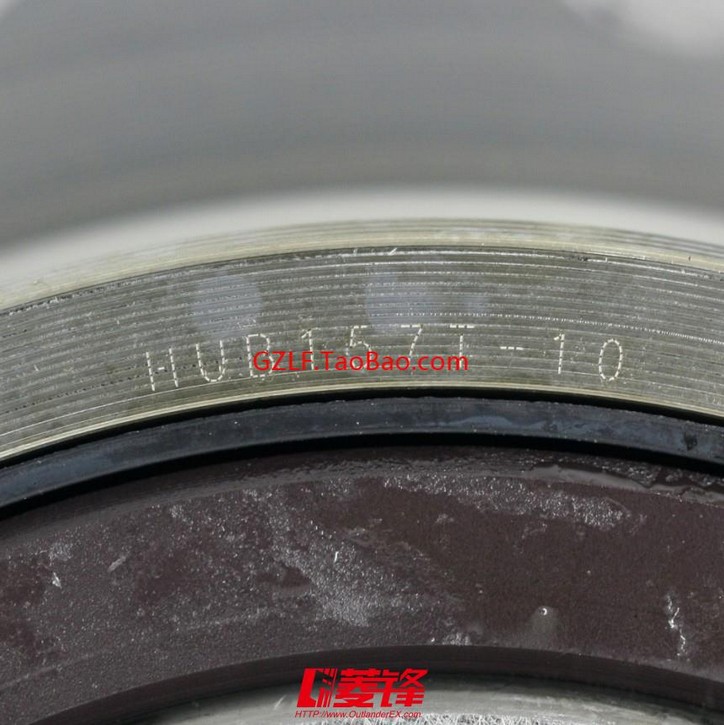 HUB157T-10
GZLF.TaoBao.com
菱锋
HTTP://www.OutlanderEX.com